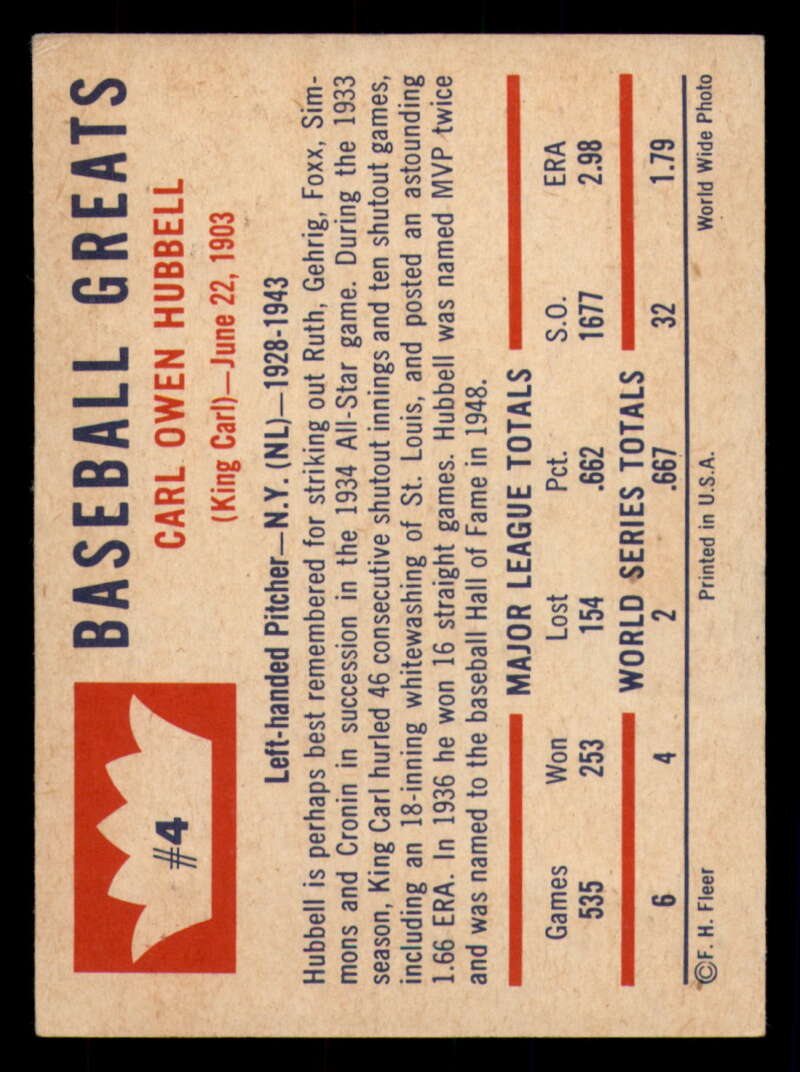 #4
BASEBALL GREATS
CARL OWEN HUBBELL
(King Carl)—June 22, 1903
Left-handed Pitcher—N.Y. (NL)—1928-1943
Hubbell is perhaps best remembered for striking out Ruth, Gehrig, Foxx, Sim-
mons and Cronin in succession in the 1934 All-Star game. During the 1933
season, King Carl hurled 46 consecutive shutout innings and ten shutout games,
including an 18-inning whitewashing of St. Louis, and posted an astounding
1.66 ERA. In 1936 he won 16 straight games. Hubbell was named MVP twice
and was named to the baseball Hall of Fame in 1948.
MAJOR LEAGUE TOTALS
Games Won Lost Pct. S.O. ERA
535 253 154 .662 1677 2.98
WORLD SERIES TOTALS
6 4 2 .667 32 1.79
©F. H. Fleer Printed in U.S.A. World Wide Photo